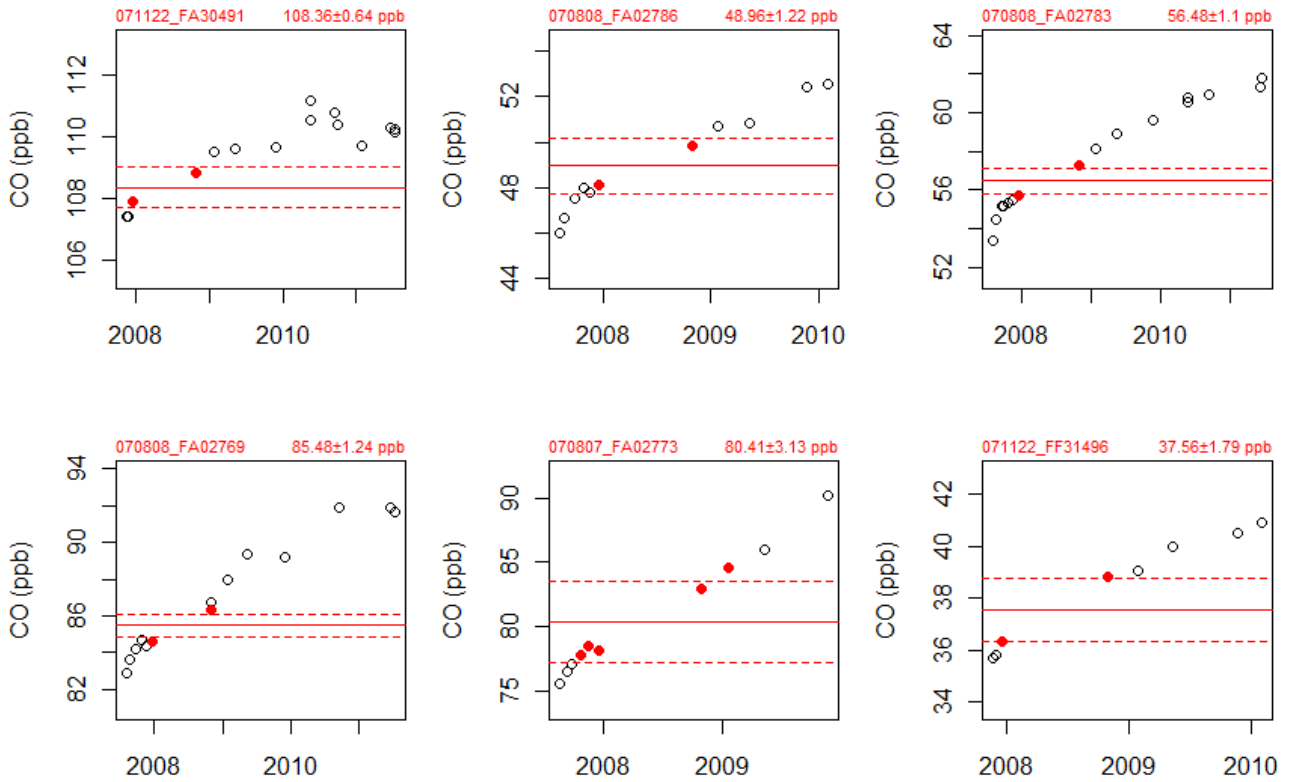 071122_FA30491 108.36±0.64 ppb
CO (ppb)
112
110
108
106
2008 2010
070808_FA02786 48.96±1.22 ppb
CO (ppb)
52
48
44
2008 2009 2010
070808_FA02783 56.48±1.1 ppb
CO (ppb)
64
60
56
52
2008 2010
070808_FA02769 85.48±1.24 ppb
CO (ppb)
94
90
86
82
2008 2010
070807_FA02773 80.41±3.13 ppb
CO (ppb)
90
85
80
75
2008 2009
071122_FF31496 37.56±1.79 ppb
CO (ppb)
42
40
38
36
34
2008 2009 2010